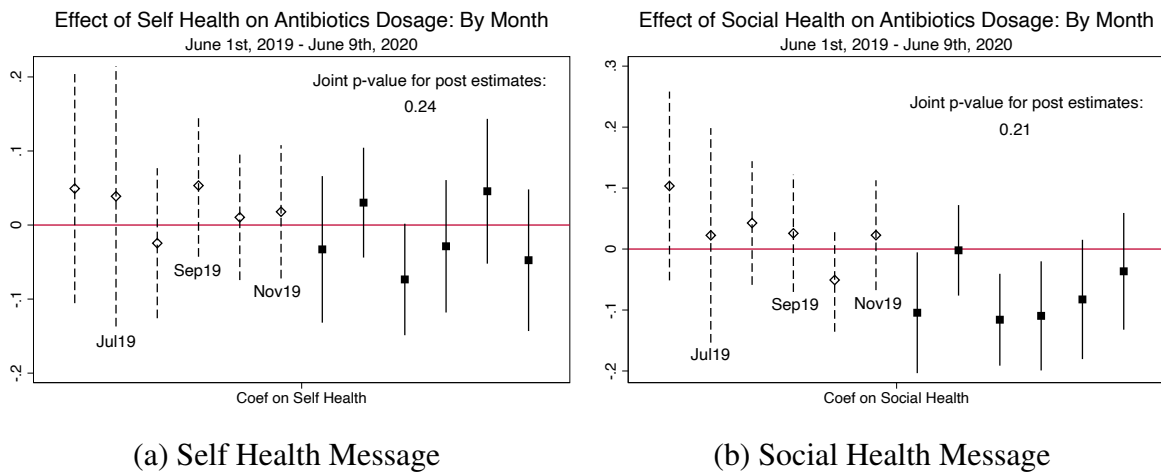 Effect of Self Health on Antibiotics Dosage: By Month
June 1st, 2019 - June 9th, 2020
.2
.1
0
-.1
-.2
Joint p-value for post estimates:
0.24
Sep19
Nov19
Jul19
Coef on Self Health
(a) Self Health Message
Effect of Social Health on Antibiotics Dosage: By Month
June 1st, 2019 - June 9th, 2020
.3
.2
.1
0
-.1
-.2
Joint p-value for post estimates:
0.21
Sep19
Nov19
Jul19
Coef on Social Health
(b) Social Health Message